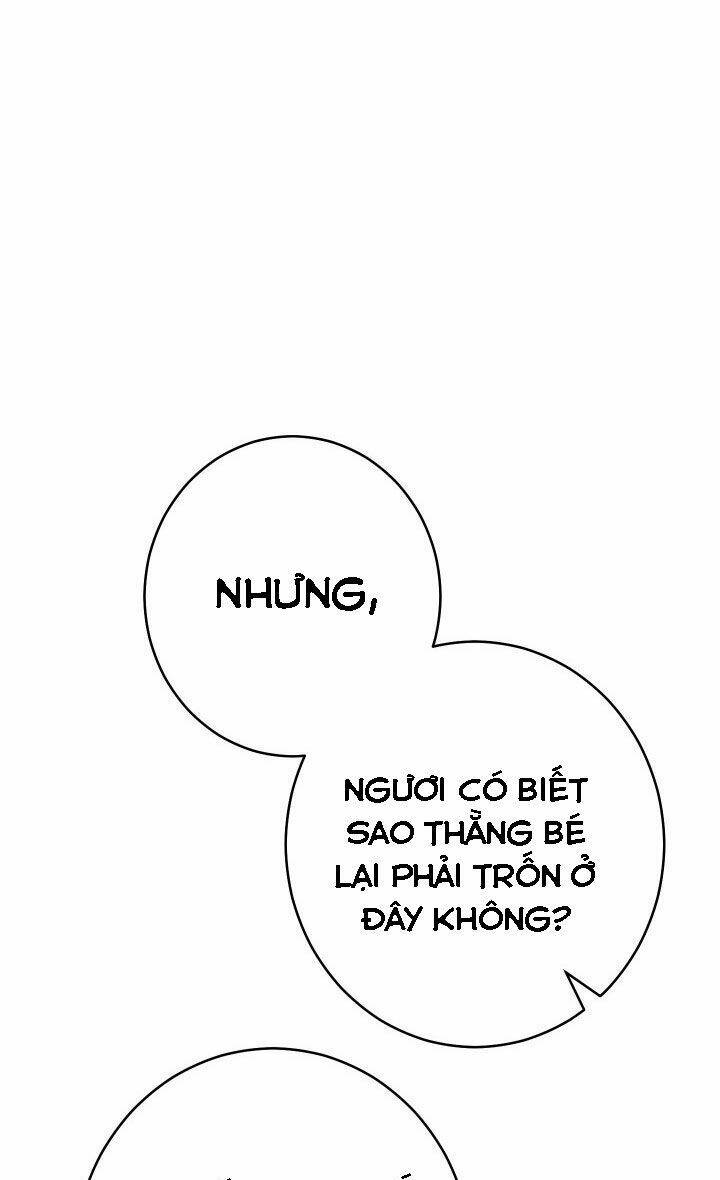 NHƯNG,
NGƯƠI CÓ BIẾT
SAO THẰNG BÉ
LẠI PHẢI TRỐN Ở
ĐÂY KHÔNG?